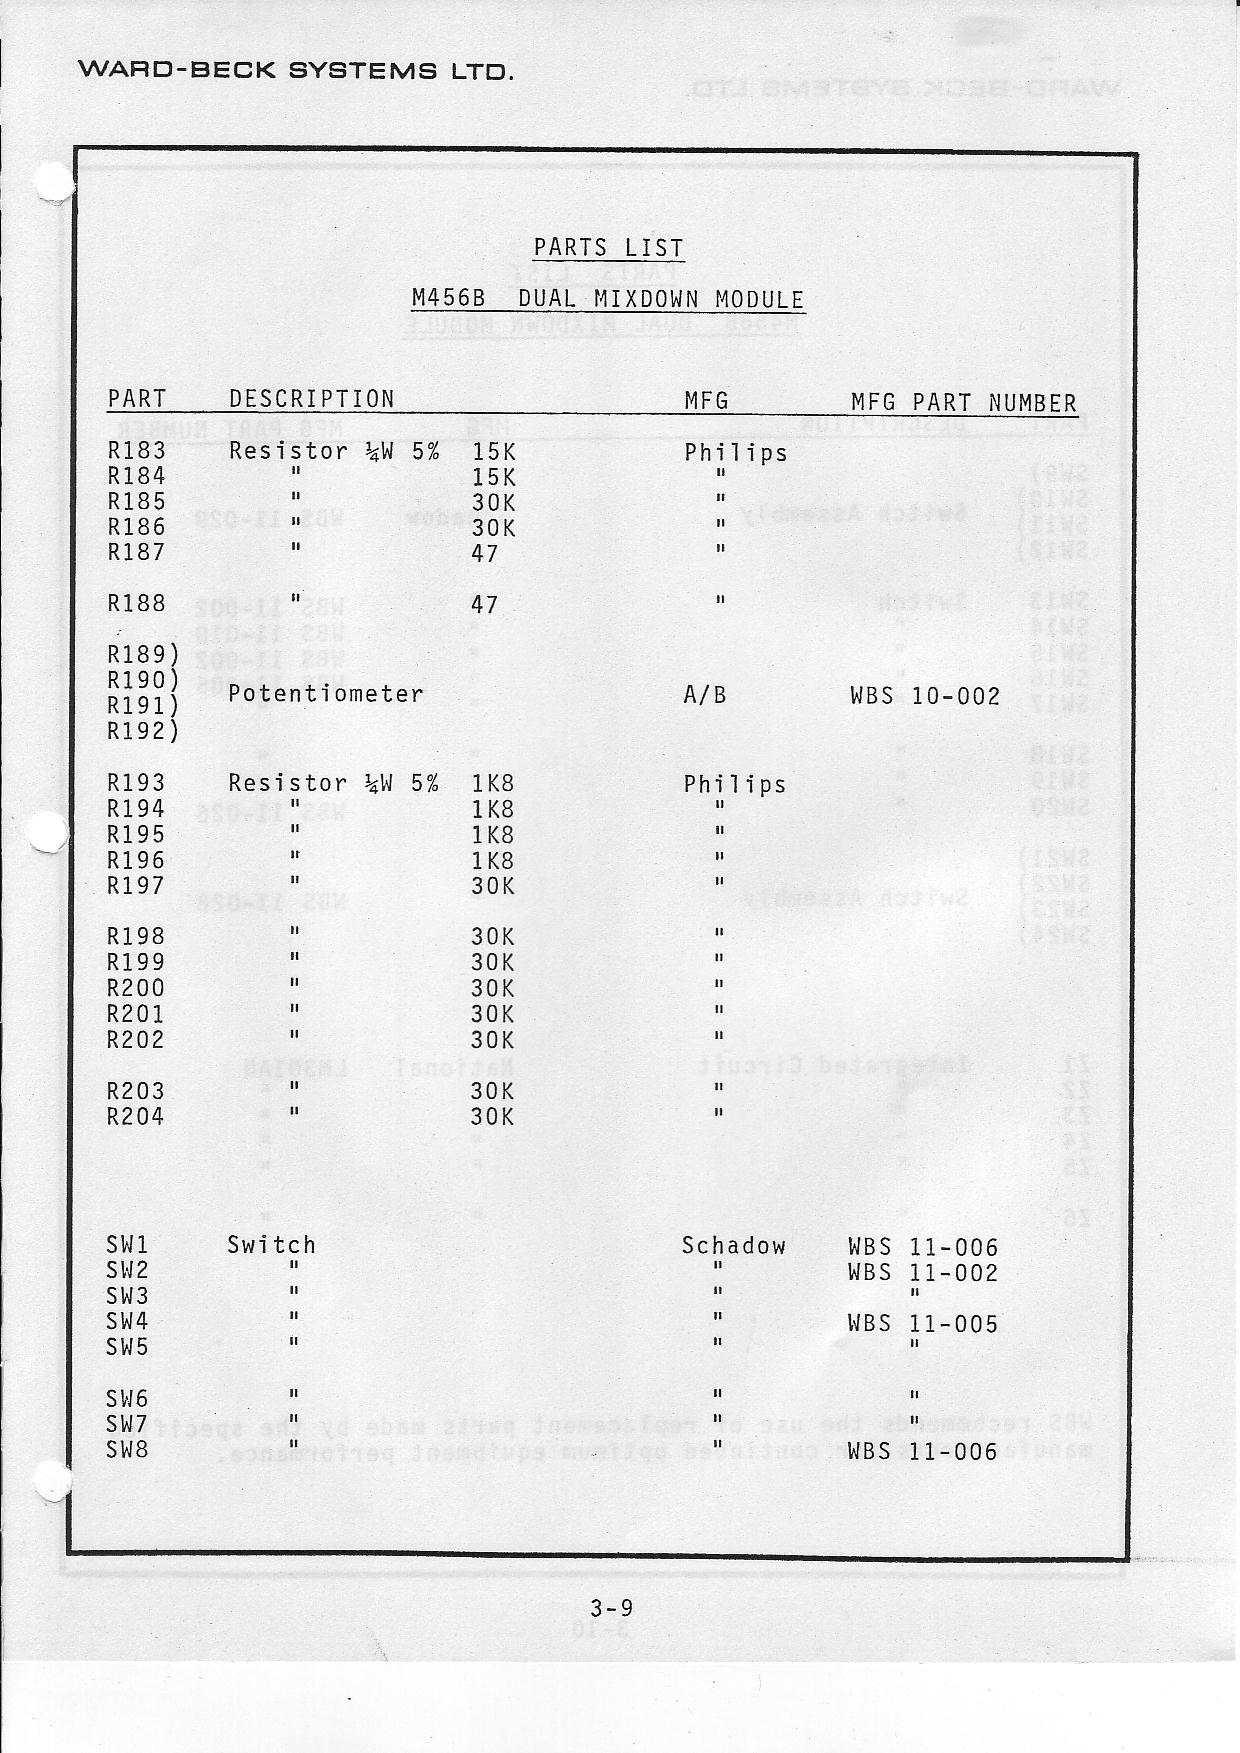 WARD-BECK SYSTEMS LTD.
PARTS LIST
M456B DUAL MIXDOWN MODULE
PART DESCRIPTION MFG MFG PART NUMBER
R183 Resistor ¼W 5% 15K Philips
R184 " 15K "
R185 " 30K "
R186 " 30K "
R187 " 47 "
R188 " 47 "
R189)
R190)
Potentiometer A/B WBS 10-002
R191)
R192)
R193 Resistor ¼W 5% 1K8 Philips
R194 " 1K8 "
R195 " 1K8 "
R196 " 1K8 "
R197 " 30K "
R198 " 30K "
R199 " 30K "
R200 " 30K "
R201 " 30K "
R202 " 30K "
R203 " 30K "
R204 " 30K "
SW1 Switch Schadow WBS 11-006
SW2 " " WBS 11-002
SW3 " " "
SW4 " " WBS 11-005
SW5 " " "
SW6 " " "
SW7 " " "
SW8 " " WBS 11-006
3-9